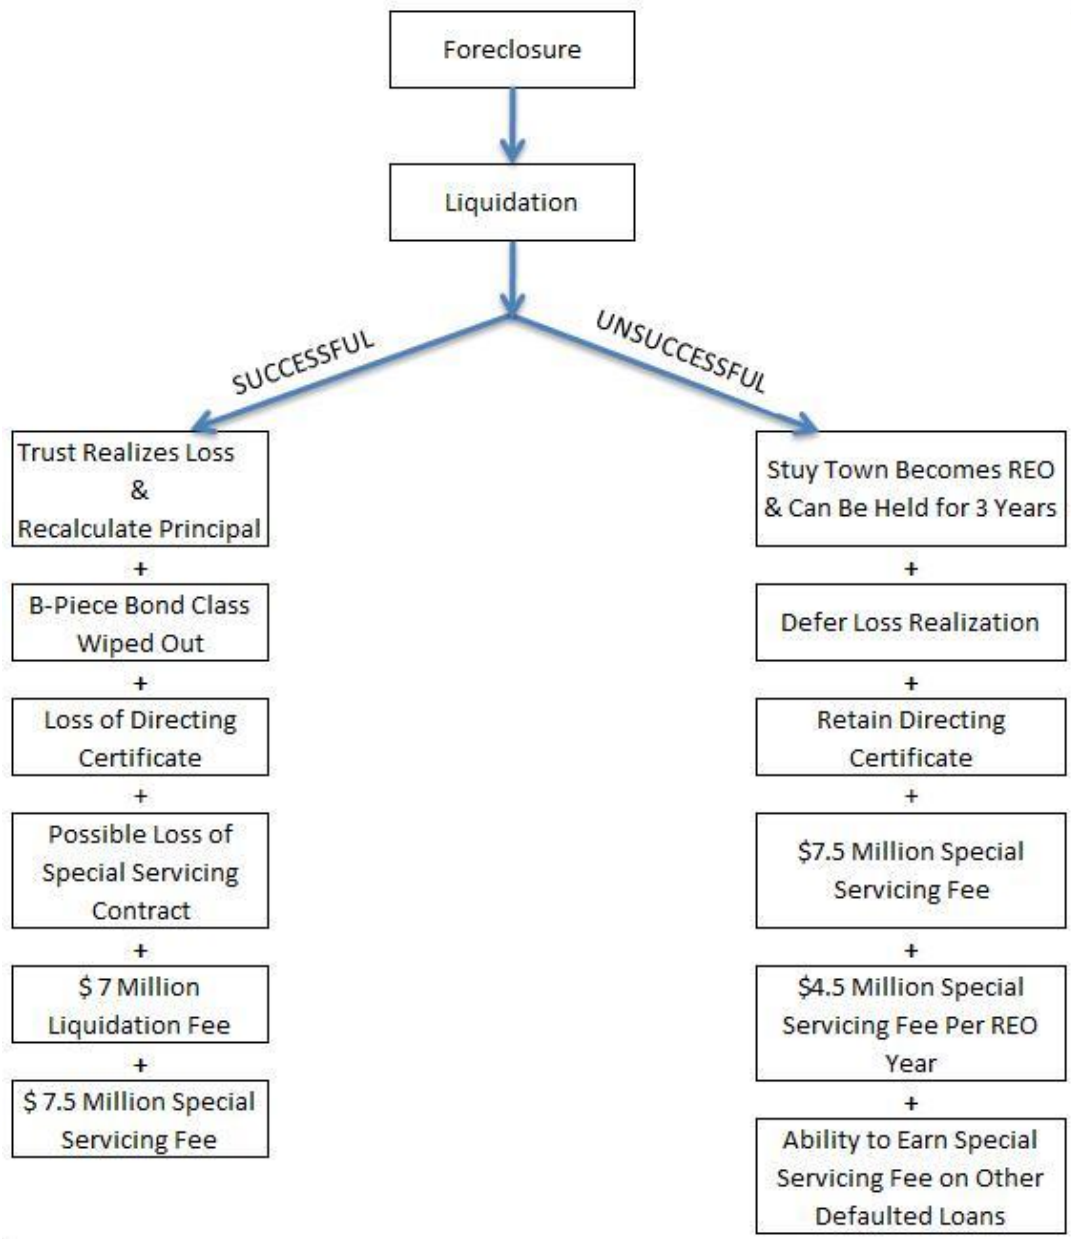 Foreclosure
Liquidation
SUCCESSFUL
UNSUCCESSFUL
Trust Realizes Loss
&
Recalculate Principal
+
B-Piece Bond Class
Wiped Out
+
Loss of Directing
Certificate
+
Possible Loss of
Special Servicing
Contract
+
$ 7 Million
Liquidation Fee
+
$ 7.5 Million Special
Servicing Fee
Stuy Town Becomes REO
& Can Be Held for 3 Years
+
Defer Loss Realization
+
Retain Directing
Certificate
+
$7.5 Million Special
Servicing Fee
+
$4.5 Million Special
Servicing Fee Per REO
Year
+
Ability to Earn Special
Servicing Fee on Other
Defaulted Loans